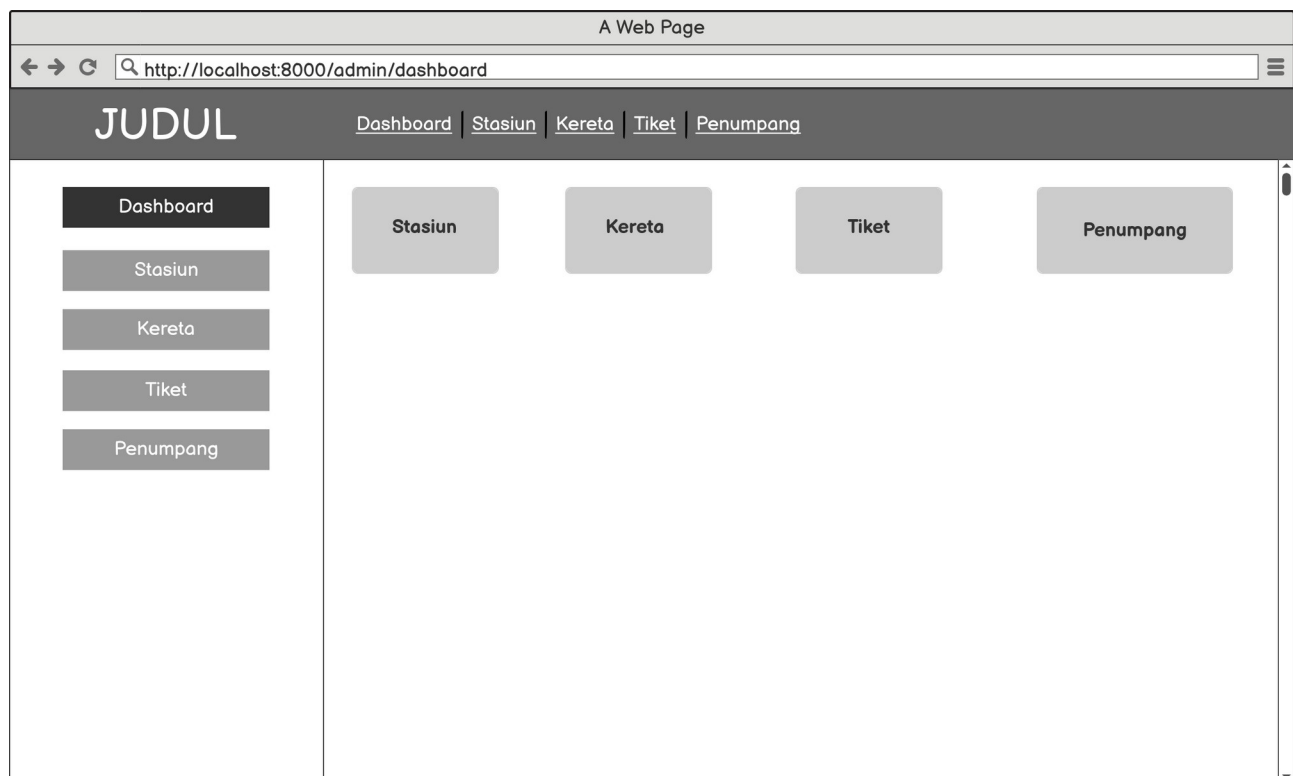 A Web Page
http://localhost:8000/admin/dashboard
JUDUL
Dashboard Stasiun Kereta Tiket Penumpang
Dashboard
Stasiun
Kereta
Tiket
Penumpang
Stasiun Kereta Tiket Penumpang